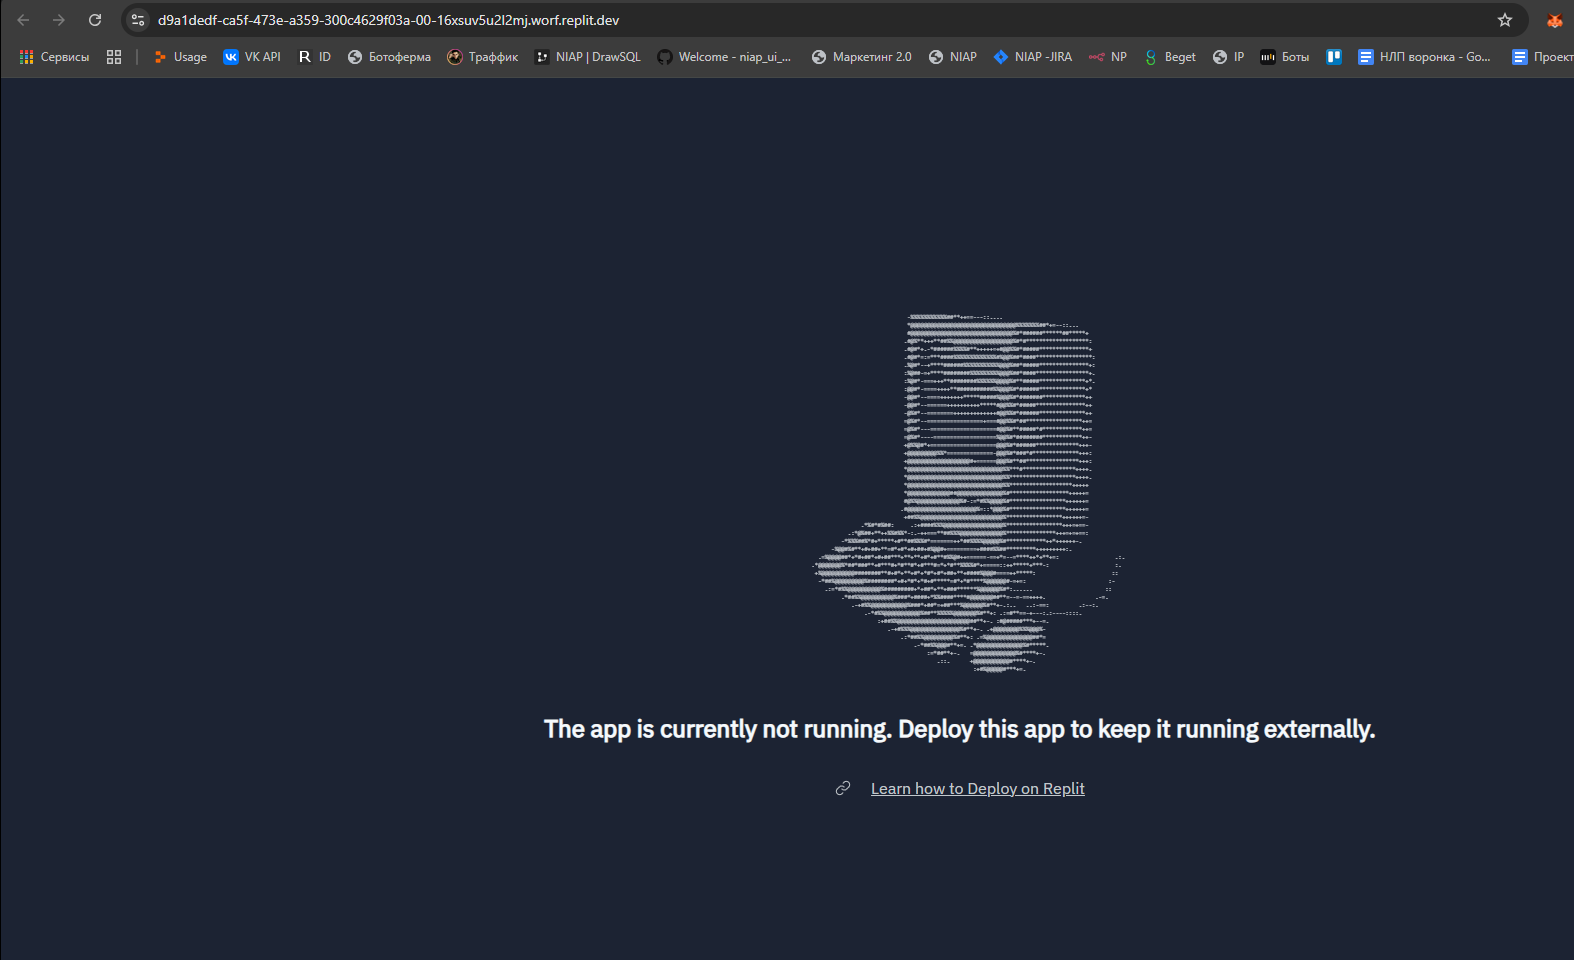 d9a1dedf-ca5f-473e-a359-300c4629f03a-00-16xsuv5u2l2mj.worf.replit.dev
Сервисы Usage VK API ID Ботоферма Траффик NIAP | DrawSQL Welcome - niap_ui_... Маркетинг 2.0 NIAP NIAP -JIRA NP Beget IP Боты НЛП воронка - Go... Проект
The app is currently not running. Deploy this app to keep it running externally.
Learn how to Deploy on Replit